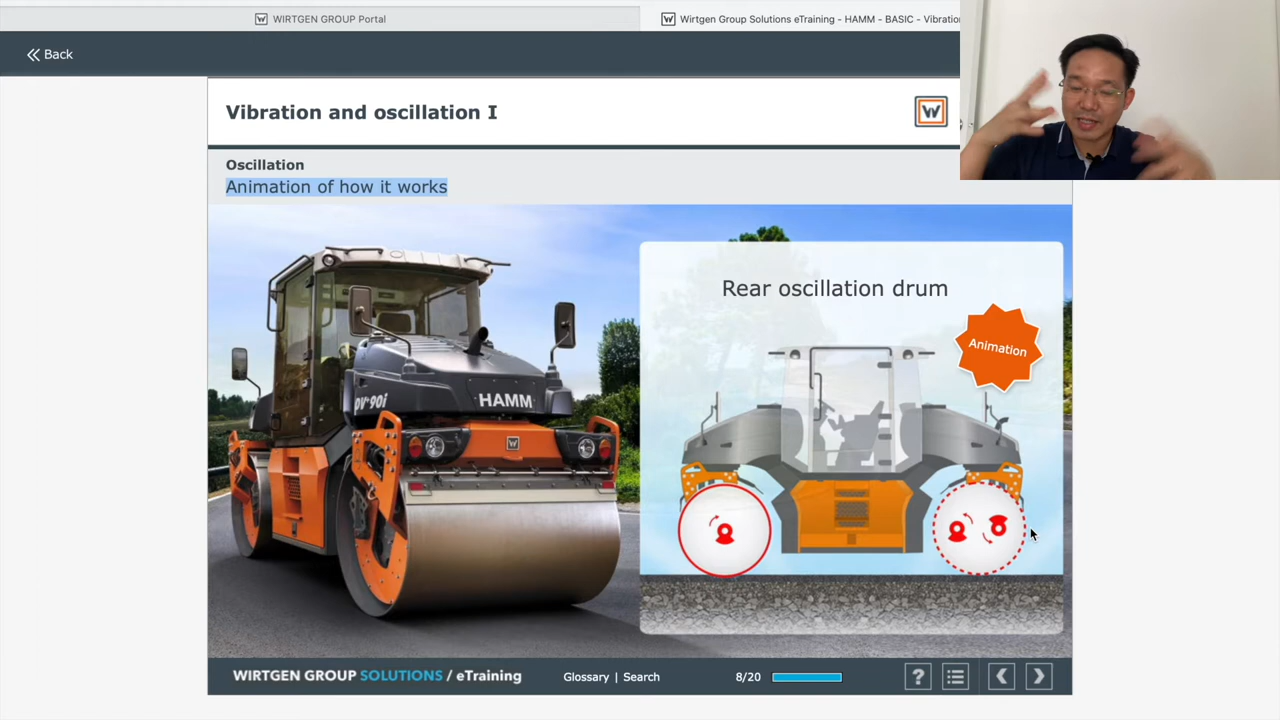 WIRTGEN GROUP Portal
Wirtgen Group Solutions eTraining - HAMM - BASIC - Vibratio
Back
Vibration and oscillation I
W
Oscillation
Animation of how it works
Rear oscillation drum
Animation
DV+90i
HAMM
W
WIRTGEN GROUP SOLUTIONS / eTraining
Glossary | Search
8/20
?